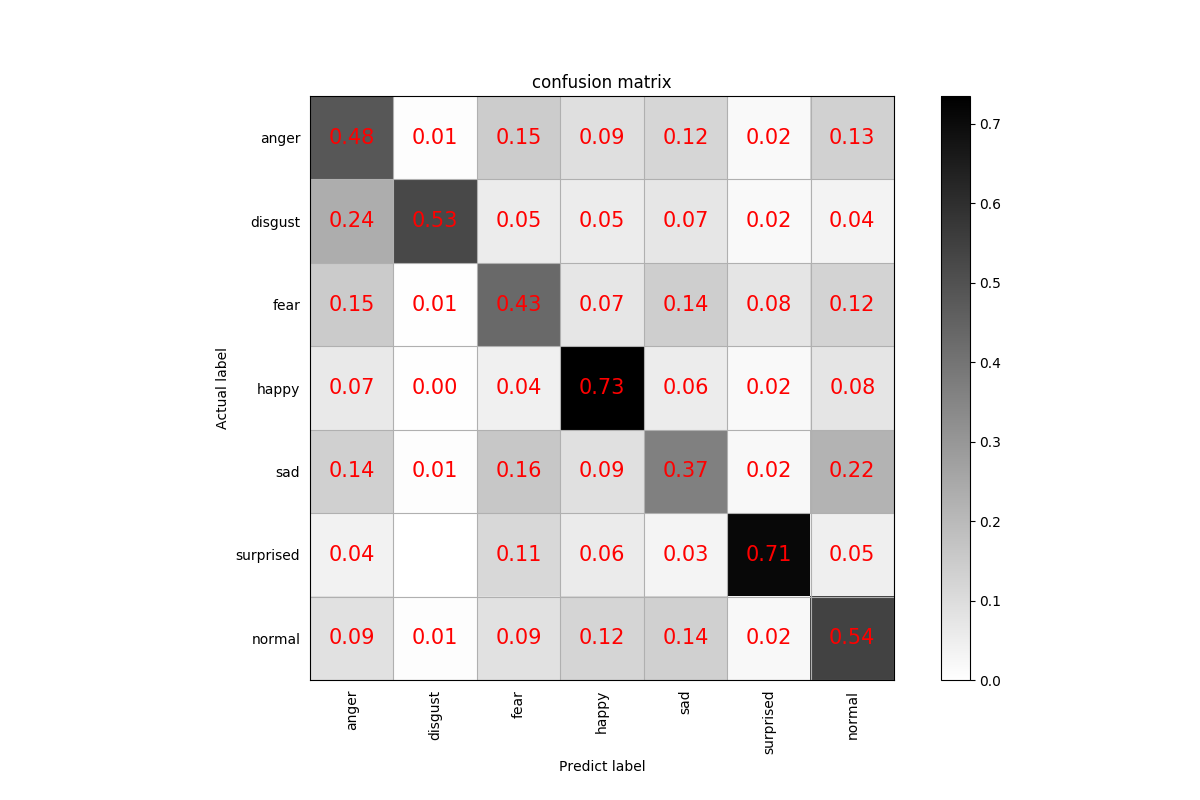 confusion matrix
anger 0.48 0.01 0.15 0.09 0.12 0.02 0.13
disgust 0.24 0.53 0.05 0.05 0.07 0.02 0.04
fear 0.15 0.01 0.43 0.07 0.14 0.08 0.12
happy 0.07 0.00 0.04 0.73 0.06 0.02 0.08
sad 0.14 0.01 0.16 0.09 0.37 0.02 0.22
surprised 0.04 0.11 0.06 0.03 0.71 0.05
normal 0.09 0.01 0.09 0.12 0.14 0.02 0.54
Actual label
anger disgust fear happy sad surprised normal
Predict label
0.7
0.6
0.5
0.4
0.3
0.2
0.1
0.0